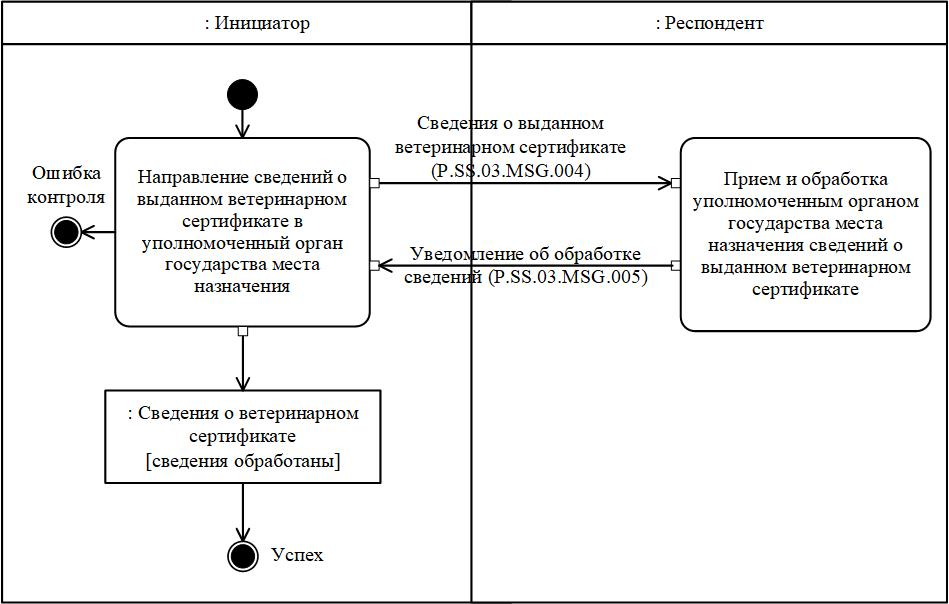 : Инициатор
: Респондент
Сведения о выданном
ветеринарном сертификате
(P.SS.03.MSG.004)
Ошибка
контроля
Направление сведений о
выданном ветеринарном
сертификате в
уполномоченный орган
государства места
назначения
Прием и обработка
уполномоченным органом
государства места
назначения сведений о
выданном ветеринарном
сертификате
Уведомление об обработке
сведений (P.SS.03.MSG.005)
: Сведения о ветеринарном
сертификате
[сведения обработаны]
Успех